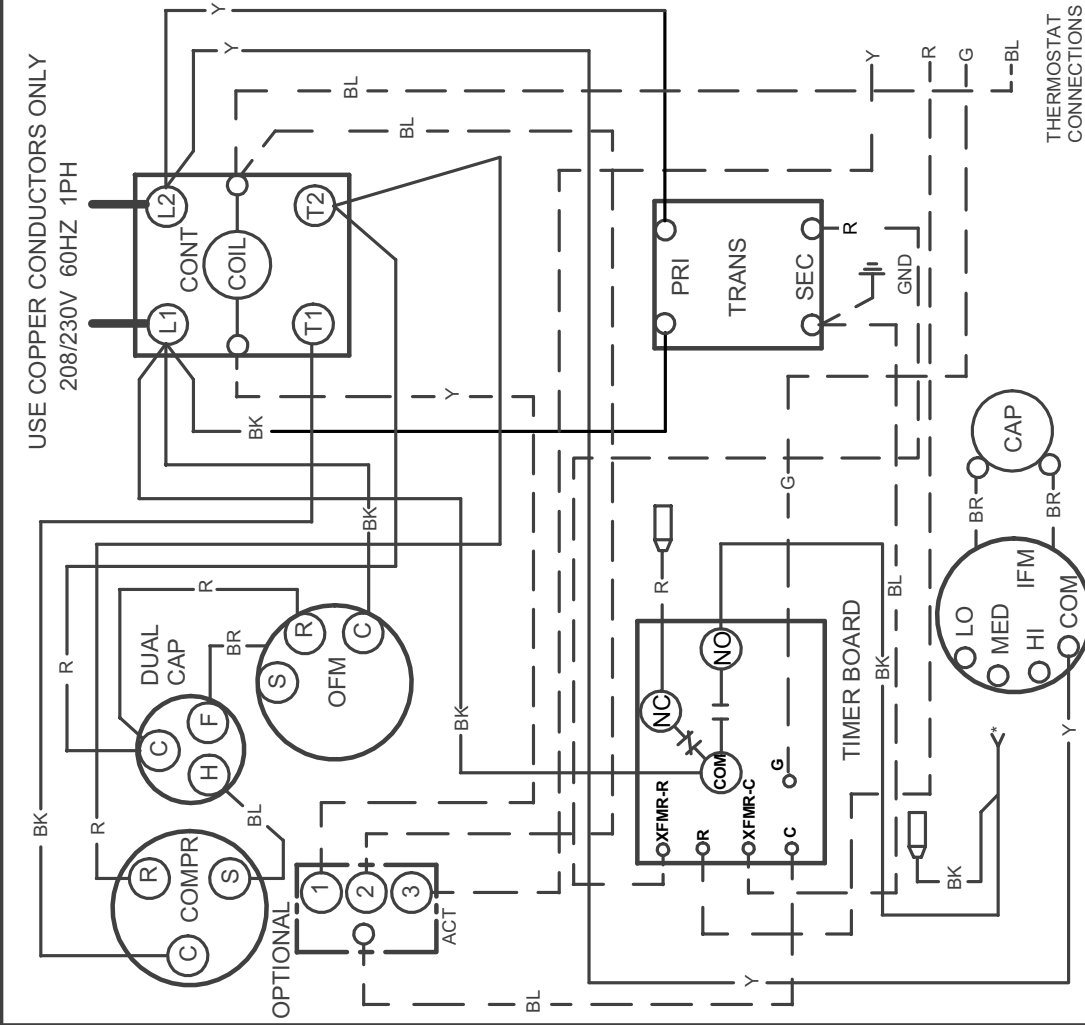 USE COPPER CONDUCTORS ONLY
208/230V 60HZ 1PH
Y
Y
BL
BL
L2
L1
CONT
COIL
T2
T1
Y
BK
BK
R
R
BK
R
BR
DUAL
CAP
C
F
H
S
R
C
OFM
BK
BL
COMPR
R
S
C
OPTIONAL
1
2
3
ACT
BL
PRI
TRANS
SEC
R
GND
Y
R
G
BL
THERMOSTAT
CONNECTIONS
G
R
NC
NO
COM
XFMR-R
R
XFMR-C
C
G
TIMER BOARD
BK
BL
CAP
BR
BR
LO
MED
HI
IFM
COM
Y
*
BK
Y